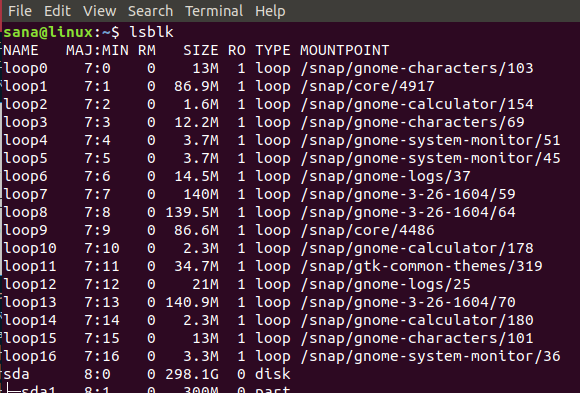 File Edit View Search Terminal Help
sana@linux:~$ lsblk
NAME   MAJ:MIN RM   SIZE RO TYPE MOUNTPOINT
loop0    7:0    0    13M  1 loop /snap/gnome-characters/103
loop1    7:1    0  86.9M  1 loop /snap/core/4917
loop2    7:2    0   1.6M  1 loop /snap/gnome-calculator/154
loop3    7:3    0  12.2M  1 loop /snap/gnome-characters/69
loop4    7:4    0   3.7M  1 loop /snap/gnome-system-monitor/51
loop5    7:5    0   3.7M  1 loop /snap/gnome-system-monitor/45
loop6    7:6    0  14.5M  1 loop /snap/gnome-logs/37
loop7    7:7    0   140M  1 loop /snap/gnome-3-26-1604/59
loop8    7:8    0 139.5M  1 loop /snap/gnome-3-26-1604/64
loop9    7:9    0  86.6M  1 loop /snap/core/4486
loop10   7:10   0   2.3M  1 loop /snap/gnome-calculator/178
loop11   7:11   0  34.7M  1 loop /snap/gtk-common-themes/319
loop12   7:12   0    21M  1 loop /snap/gnome-logs/25
loop13   7:13   0 140.9M  1 loop /snap/gnome-3-26-1604/70
loop14   7:14   0   2.3M  1 loop /snap/gnome-calculator/180
loop15   7:15   0    13M  1 loop /snap/gnome-characters/101
loop16   7:16   0   3.3M  1 loop /snap/gnome-system-monitor/36
sda      8:0    0 298.1G  0 disk
├─sda1   8:1    0   300M  0 part